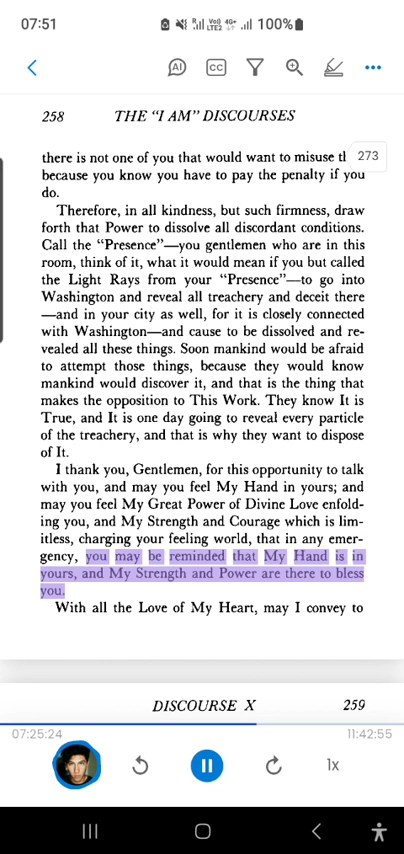 07:51
R.ıl Vo)) LTE2 4G+ .ıl 100%
AI CC
258 THE “I AM” DISCOURSES
273
there is not one of you that would want to misuse
because you know you have to pay the penalty if you
do.
Therefore, in all kindness, but such firmness, draw
forth that Power to dissolve all discordant conditions.
Call the “Presence”—you gentlemen who are in this
room, think of it, what it would mean if you but called
the Light Rays from your “Presence”—to go into
Washington and reveal all treachery and deceit there
—and in your city as well, for it is closely connected
with Washington—and cause to be dissolved and re-
vealed all these things. Soon mankind would be afraid
to attempt those things, because they would know
mankind would discover it, and that is the thing that
makes the opposition to This Work. They know It is
True, and It is one day going to reveal every particle
of the treachery, and that is why they want to dispose
of It.
I thank you, Gentlemen, for this opportunity to talk
with you, and may you feel My Hand in yours; and
may you feel My Great Power of Divine Love enfold-
ing you, and My Strength and Courage which is lim-
itless, charging your feeling world, that in any emer-
gency, you may be reminded that My Hand is in
yours, and My Strength and Power are there to bless
you.
With all the Love of My Heart, may I convey to
DISCOURSE X 259
07:25:24 11:42:55
1x